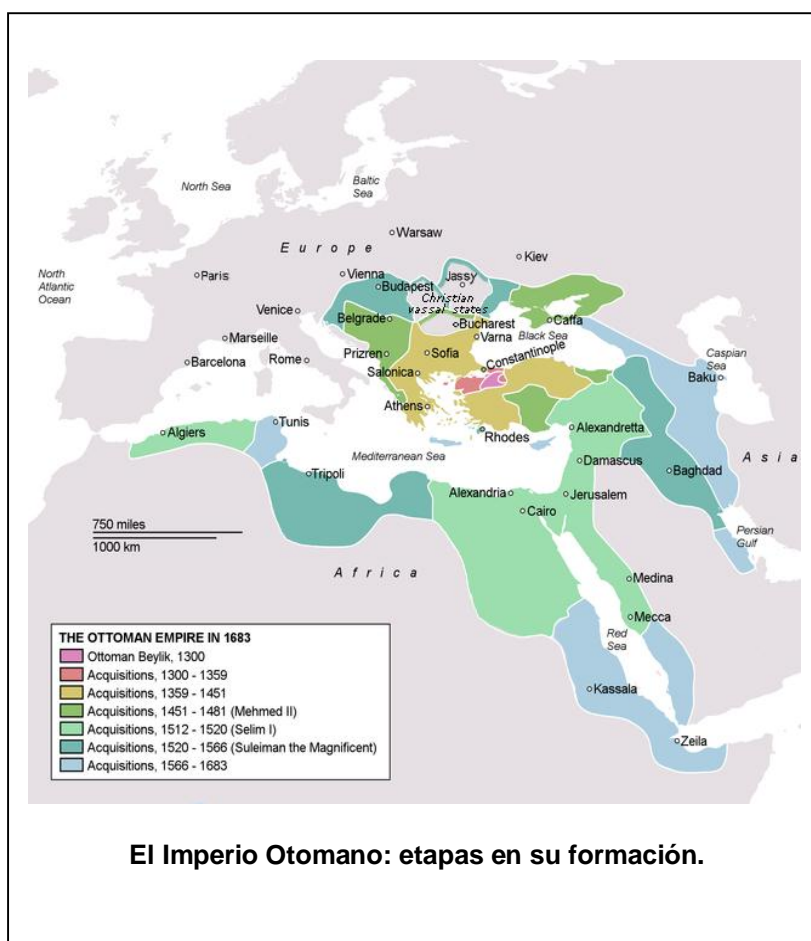 North Sea
Baltic
Sea
Warsaw
Europe
Kiev
North
Atlantic
Ocean
Paris
Vienna
Jassy
Budapest
Christian
vassal states
Venice
Belgrade
Bucharest
Caffa
Marseille
Varna
Black Sea
Prizren
Sofia
Constantinople
Caspian
Sea
Barcelona
Rome
Salonica
Baku
Athens
Algiers
Tunis
Rhodes
Alexandretta
Asia
Mediterranean Sea
Damascus
Tripoli
Baghdad
Alexandria
Jerusalem
Cairo
750 miles
1000 km
Persian
Gulf
Africa
Medina
Mecca
Red
Sea
Kassala
Zeila
THE OTTOMAN EMPIRE IN 1683
Ottoman Beylik, 1300
Acquisitions, 1300 - 1359
Acquisitions, 1359 - 1451
Acquisitions, 1451 - 1481 (Mehmed II)
Acquisitions, 1512 - 1520 (Selim I)
Acquisitions, 1520 - 1566 (Suleiman the Magnificent)
Acquisitions, 1566 - 1683
El Imperio Otomano: etapas en su formación.